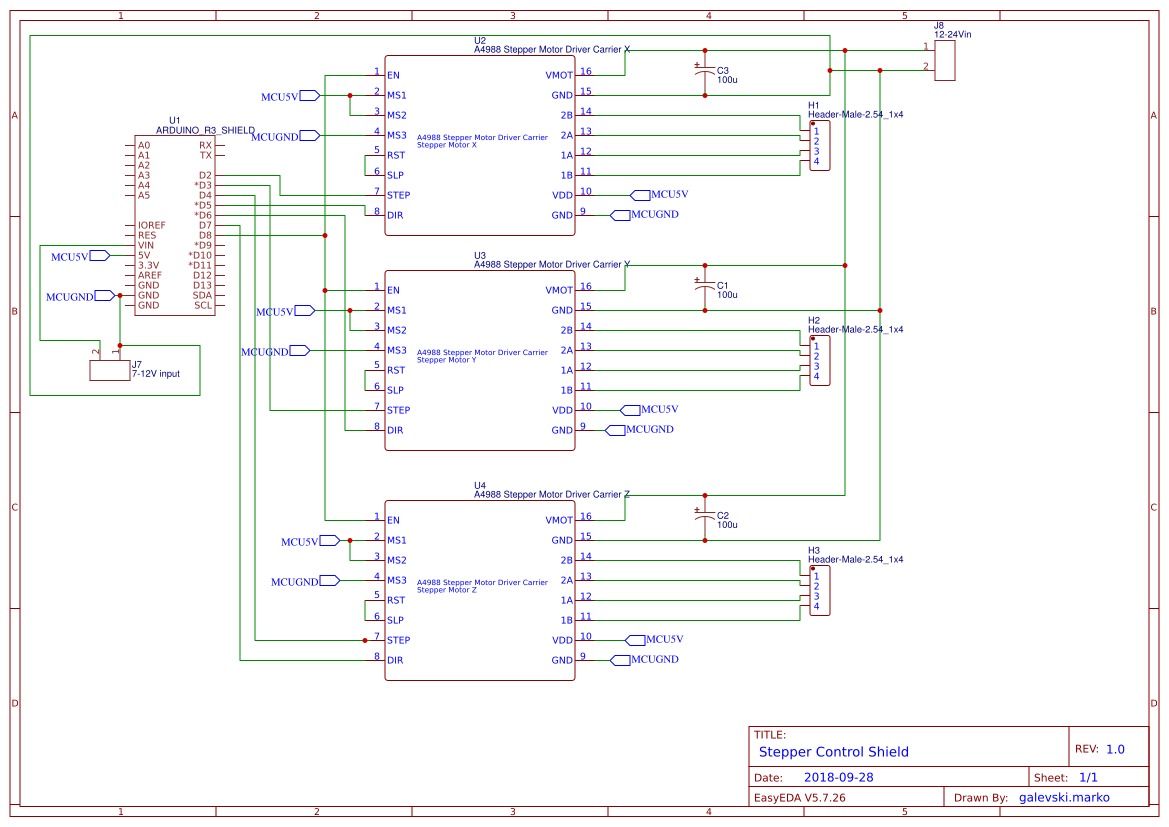 1 2 3 4 5
J8
12-24Vin
1
2
U2
A4988 Stepper Motor Driver Carrier X
1 EN
2 MS1
3 MS2
4 MS3
5 RST
6 SLP
7 STEP
8 DIR
VMOT 16
GND 15
2B 14
2A 13
1A 12
1B 11
VDD 10
GND 9
A4988 Stepper Motor Driver Carrier
Stepper Motor X
MCU5V
MCUGND
MCU5V
MCUGND
C3
100u
H1
Header-Male-2.54_1x4
1
2
3
4
A
A
U1
ARDUINO_R3_SHIELD
A0
A1
A2
A3
A4
A5
IOREF
RES
VIN
5V
3.3V
AREF
GND
GND
GND
RX
TX
D2
*D3
D4
*D5
*D6
D7
D8
*D9
*D10
*D11
D12
D13
SDA
SCL
MCU5V
MCUGND
2
1
J7
7-12V input
B
B
U3
A4988 Stepper Motor Driver Carrier Y
1 EN
2 MS1
3 MS2
4 MS3
5 RST
6 SLP
7 STEP
8 DIR
VMOT 16
GND 15
2B 14
2A 13
1A 12
1B 11
VDD 10
GND 9
A4988 Stepper Motor Driver Carrier
Stepper Motor Y
MCU5V
MCUGND
MCU5V
MCUGND
C1
100u
H2
Header-Male-2.54_1x4
1
2
3
4
C
C
U4
A4988 Stepper Motor Driver Carrier Z
1 EN
2 MS1
3 MS2
4 MS3
5 RST
6 SLP
7 STEP
8 DIR
VMOT 16
GND 15
2B 14
2A 13
1A 12
1B 11
VDD 10
GND 9
A4988 Stepper Motor Driver Carrier
Stepper Motor Z
MCU5V
MCUGND
MCU5V
MCUGND
C2
100u
H3
Header-Male-2.54_1x4
1
2
3
4
D
D
TITLE:
Stepper Control Shield
REV: 1.0
Date: 2018-09-28
Sheet: 1/1
EasyEDA V5.7.26
Drawn By: galevski.marko
1 2 3 4 5